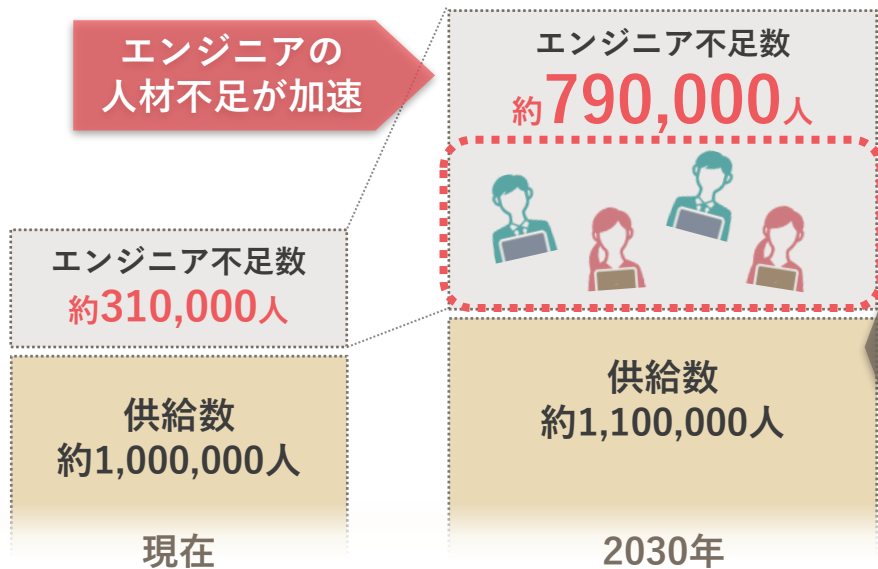 エンジニアの
人材不足が加速
エンジニア不足数
約790,000人
エンジニア不足数
約310,000人
供給数
約1,000,000人
供給数
約1,100,000人
現在
2030年